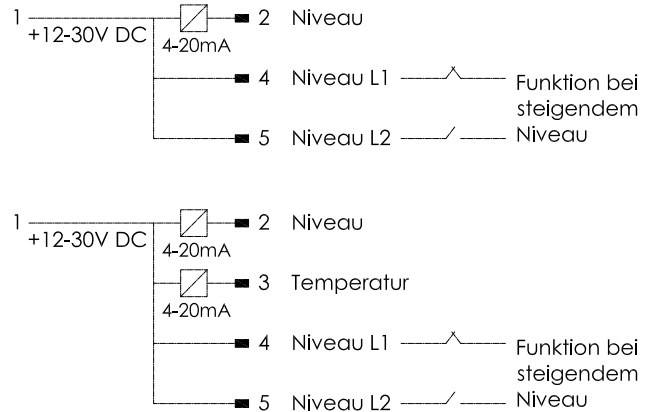 1 +12-30V DC 4-20mA 2 Niveau
4 Niveau L1 Funktion bei
steigendem
5 Niveau L2 Niveau
1 +12-30V DC 4-20mA 2 Niveau
4-20mA 3 Temperatur
4 Niveau L1 Funktion bei
steigendem
5 Niveau L2 Niveau